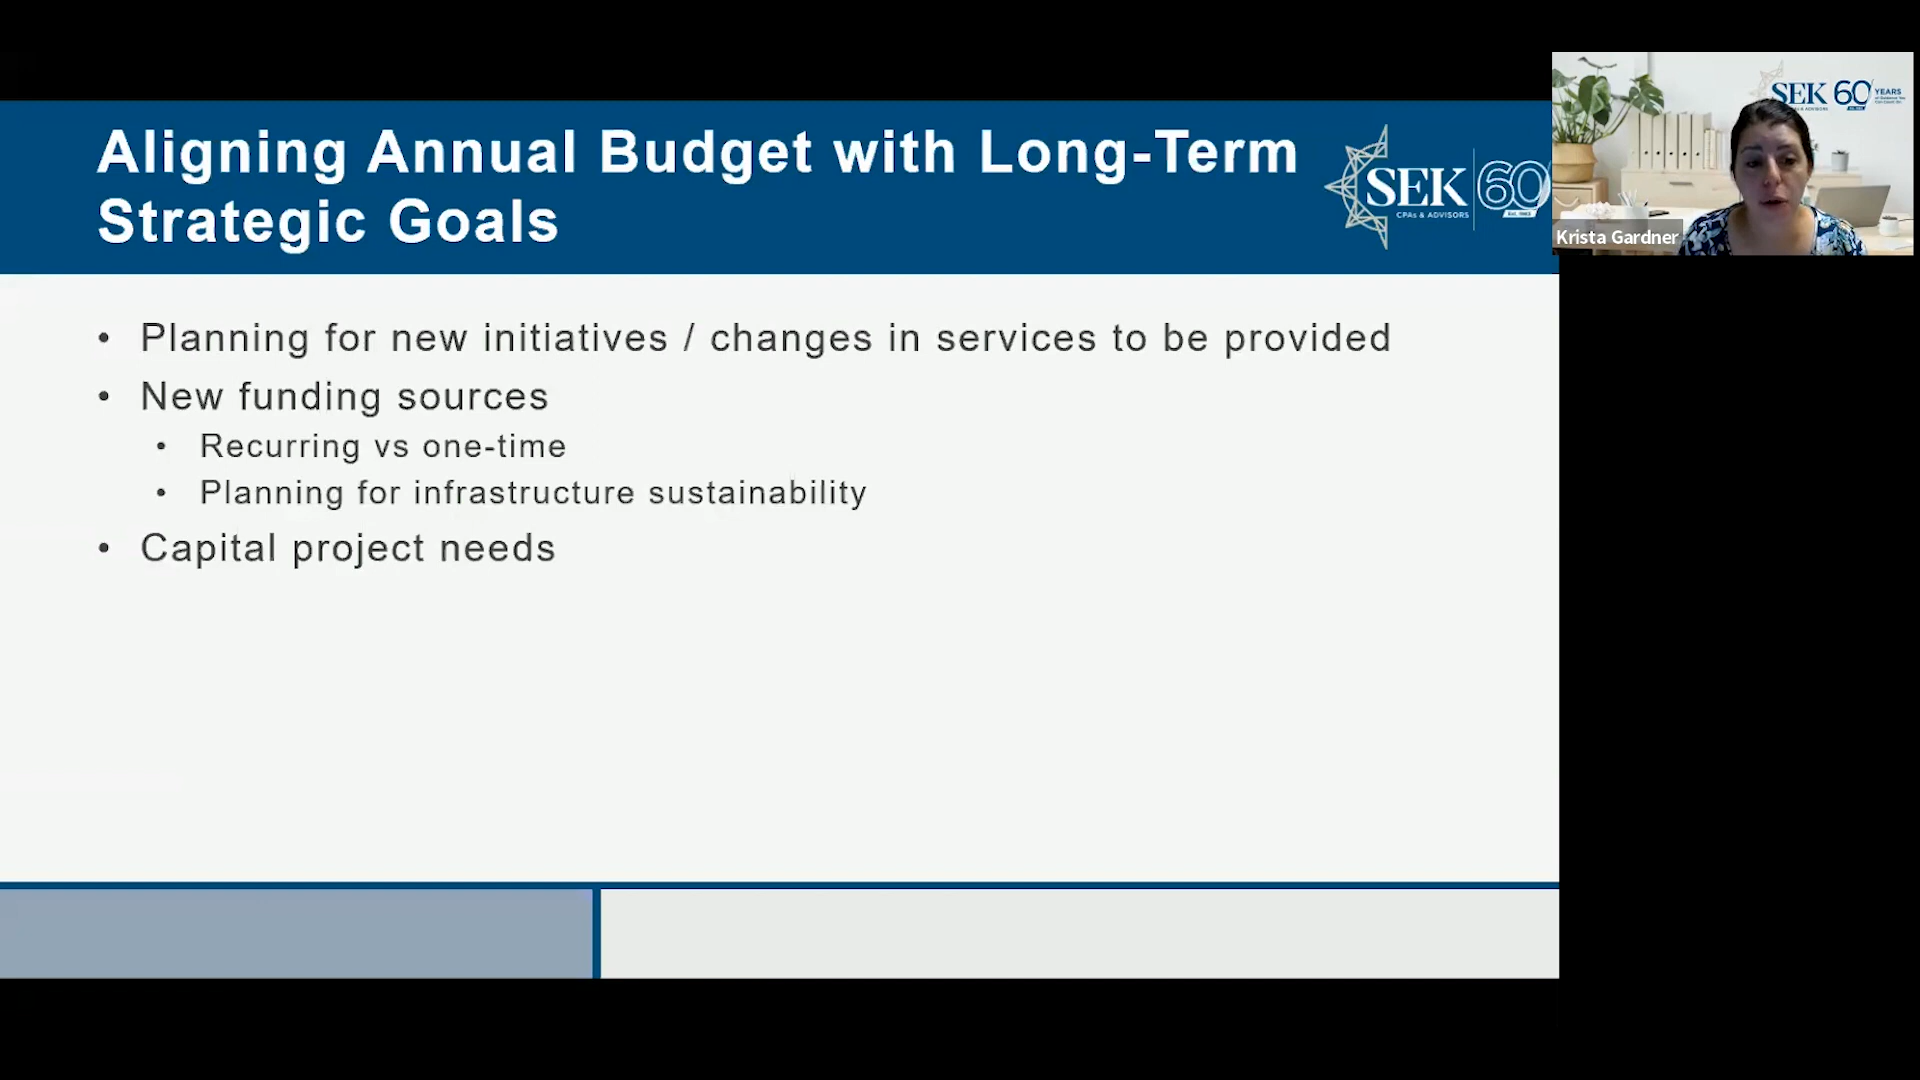 Aligning Annual Budget with Long-Term
Strategic Goals
SEK 60
CPAs & ADVISORS
Est. 1963
SEK 60 YEARS
Krista Gardner
• Planning for new initiatives / changes in services to be provided
• New funding sources
• Recurring vs one-time
• Planning for infrastructure sustainability
• Capital project needs